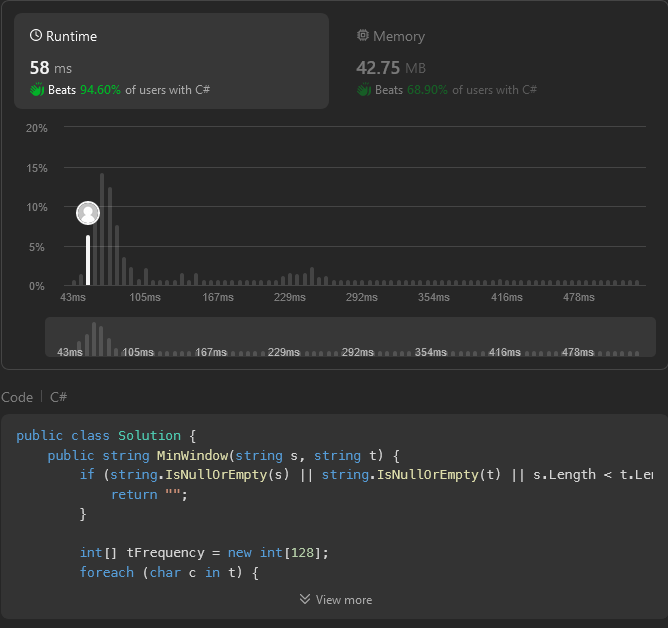 Runtime
58 ms
Beats 94.60% of users with C#
Memory
42.75 MB
Beats 68.90% of users with C#
20%
15%
10%
5%
0%
43ms 105ms 167ms 229ms 292ms 354ms 416ms 478ms
43ms 105ms 167ms 229ms 292ms 354ms 416ms 478ms
Code | C#
public class Solution {
public string MinWindow(string s, string t) {
if (string.IsNullOrEmpty(s) || string.IsNullOrEmpty(t) || s.Length < t.Len
return "";
}
int[] tFrequency = new int[128];
foreach (char c in t) {
View more